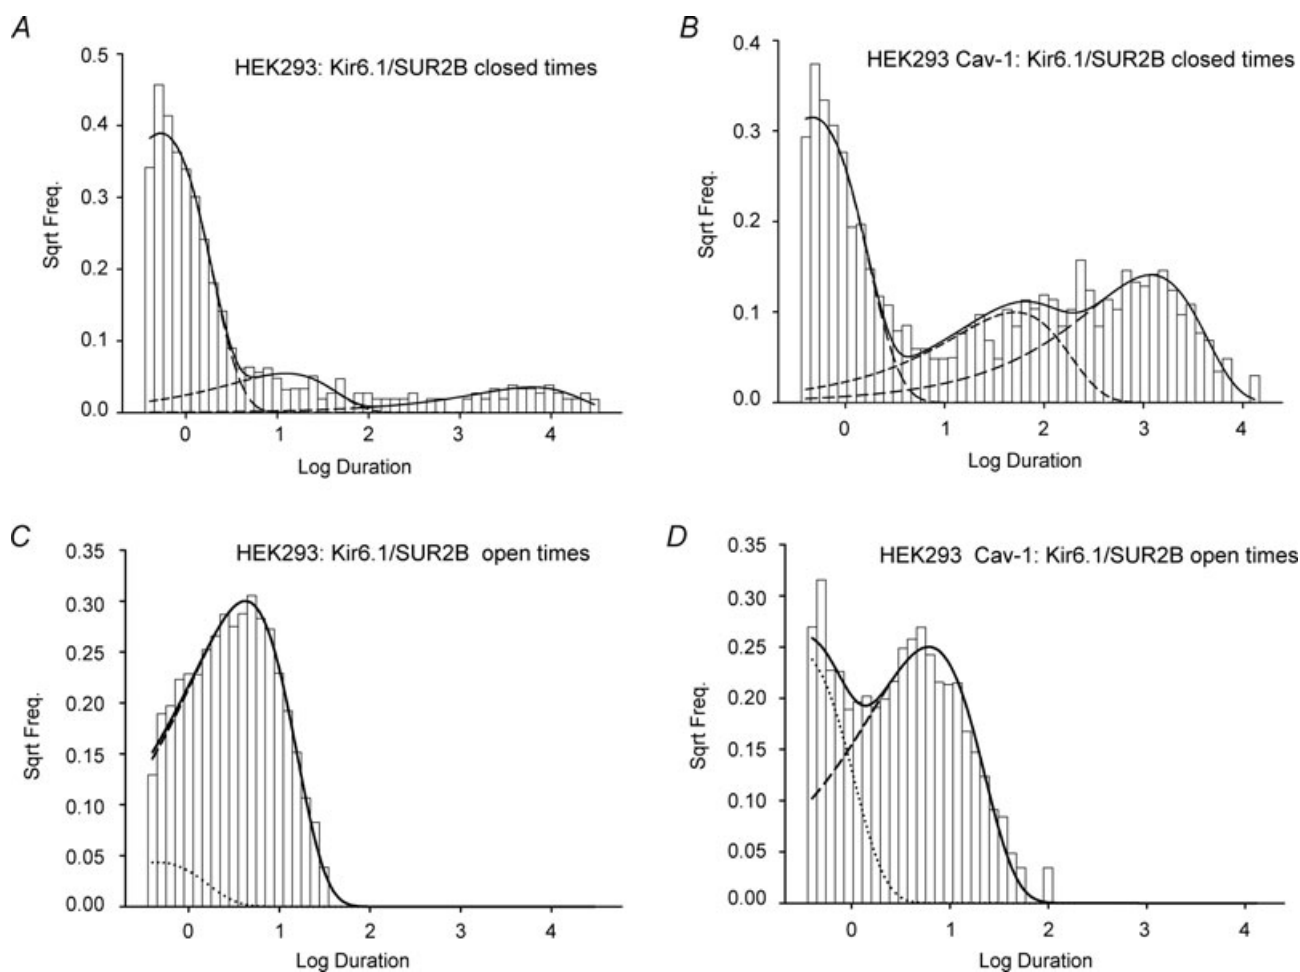 A
HEK293: Kir6.1/SUR2B closed times
Sqrt Freq.
0.5
0.4
0.3
0.2
0.1
0.0
0 1 2 3 4
Log Duration
B
HEK293 Cav-1: Kir6.1/SUR2B closed times
Sqrt Freq.
0.4
0.3
0.2
0.1
0.0
0 1 2 3 4
Log Duration
C
HEK293: Kir6.1/SUR2B open times
Sqrt Freq.
0.35
0.30
0.25
0.20
0.15
0.10
0.05
0.00
0 1 2 3 4
Log Duration
D
HEK293 Cav-1: Kir6.1/SUR2B open times
Sqrt Freq.
0.35
0.30
0.25
0.20
0.15
0.10
0.05
0.00
0 1 2 3 4
Log Duration